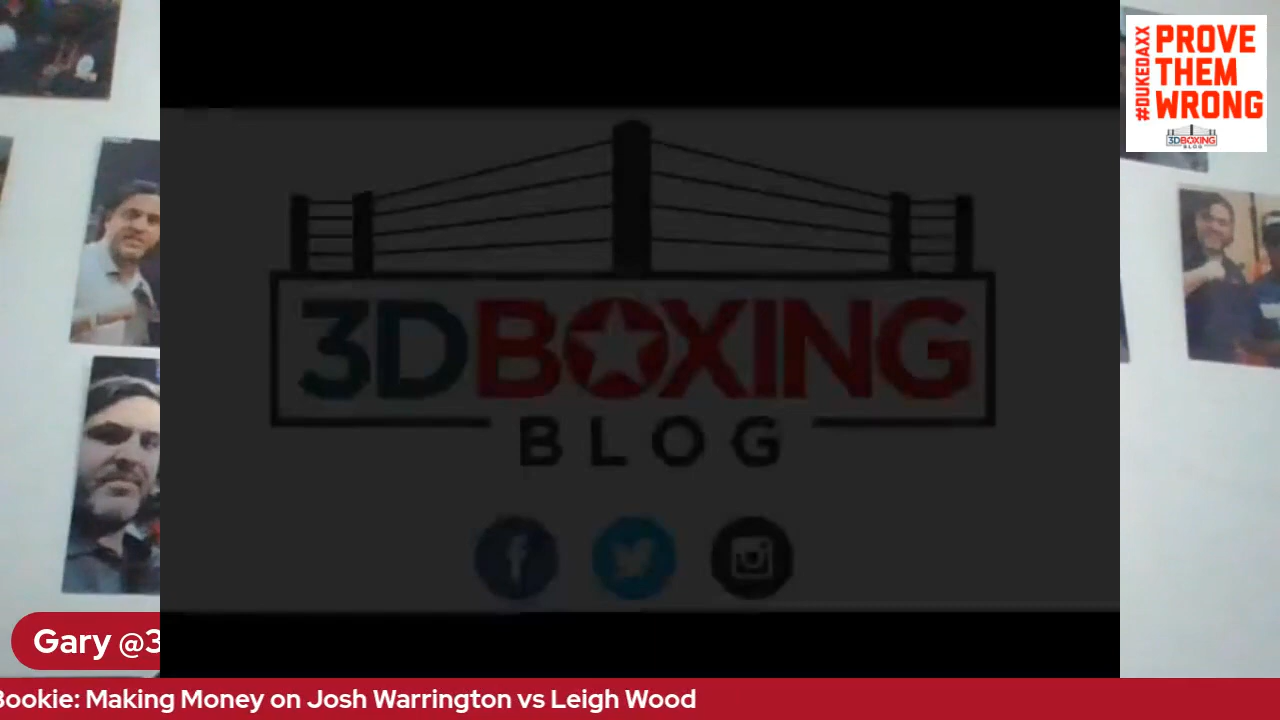 #DUKEDAXX
PROVE
THEM
WRONG
3DBOXING
BLOG
3DBOXING
BLOG
Gary @3
Bookie: Making Money on Josh Warrington vs Leigh Wood